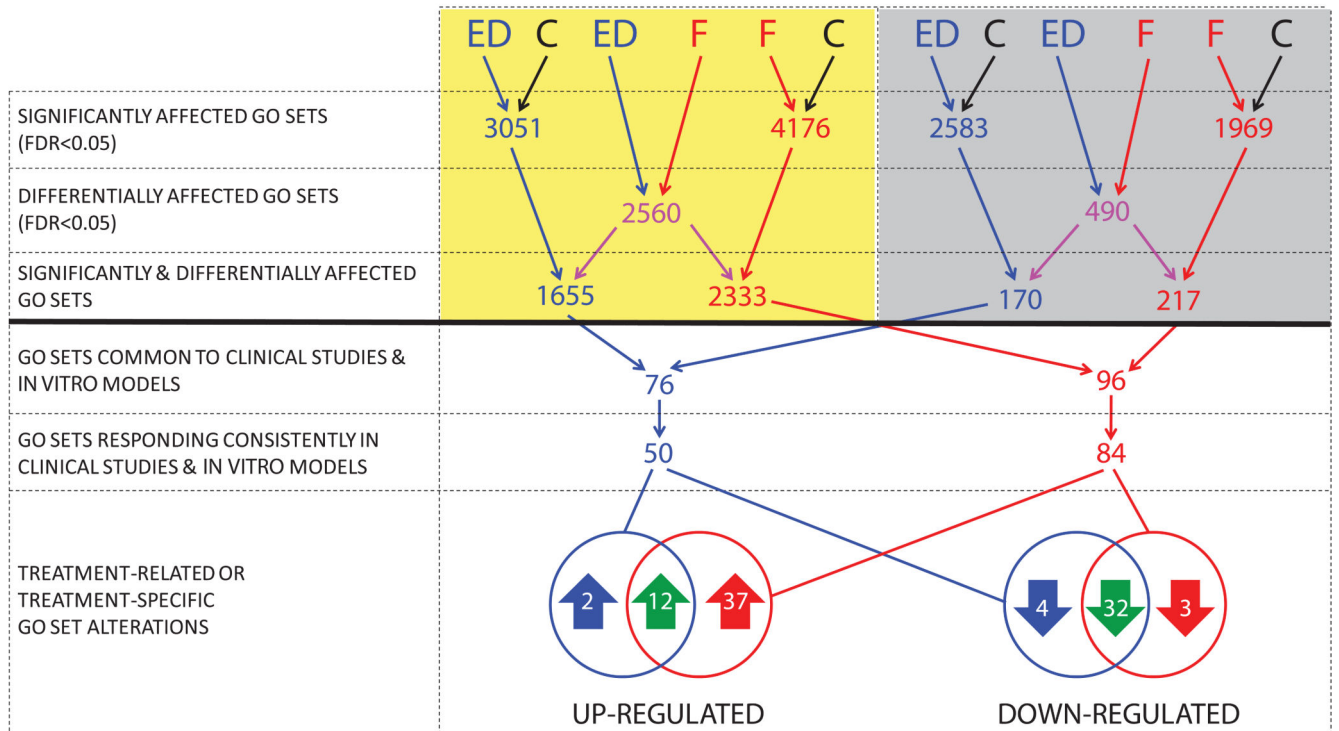 ED C ED F F C ED C ED F F C
SIGNIFICANTLY AFFECTED GO SETS
(FDR<0.05)
3051 4176 2583 1969
DIFFERENTIALLY AFFECTED GO SETS
(FDR<0.05)
2560 490
SIGNIFICANTLY & DIFFERENTIALLY AFFECTED
GO SETS
1655 2333 170 217
GO SETS COMMON TO CLINICAL STUDIES &
IN VITRO MODELS
76 96
GO SETS RESPONDING CONSISTENTLY IN
CLINICAL STUDIES & IN VITRO MODELS
50 84
TREATMENT-RELATED OR
TREATMENT-SPECIFIC
GO SET ALTERATIONS
2 12 37 4 32 3
UP-REGULATED DOWN-REGULATED